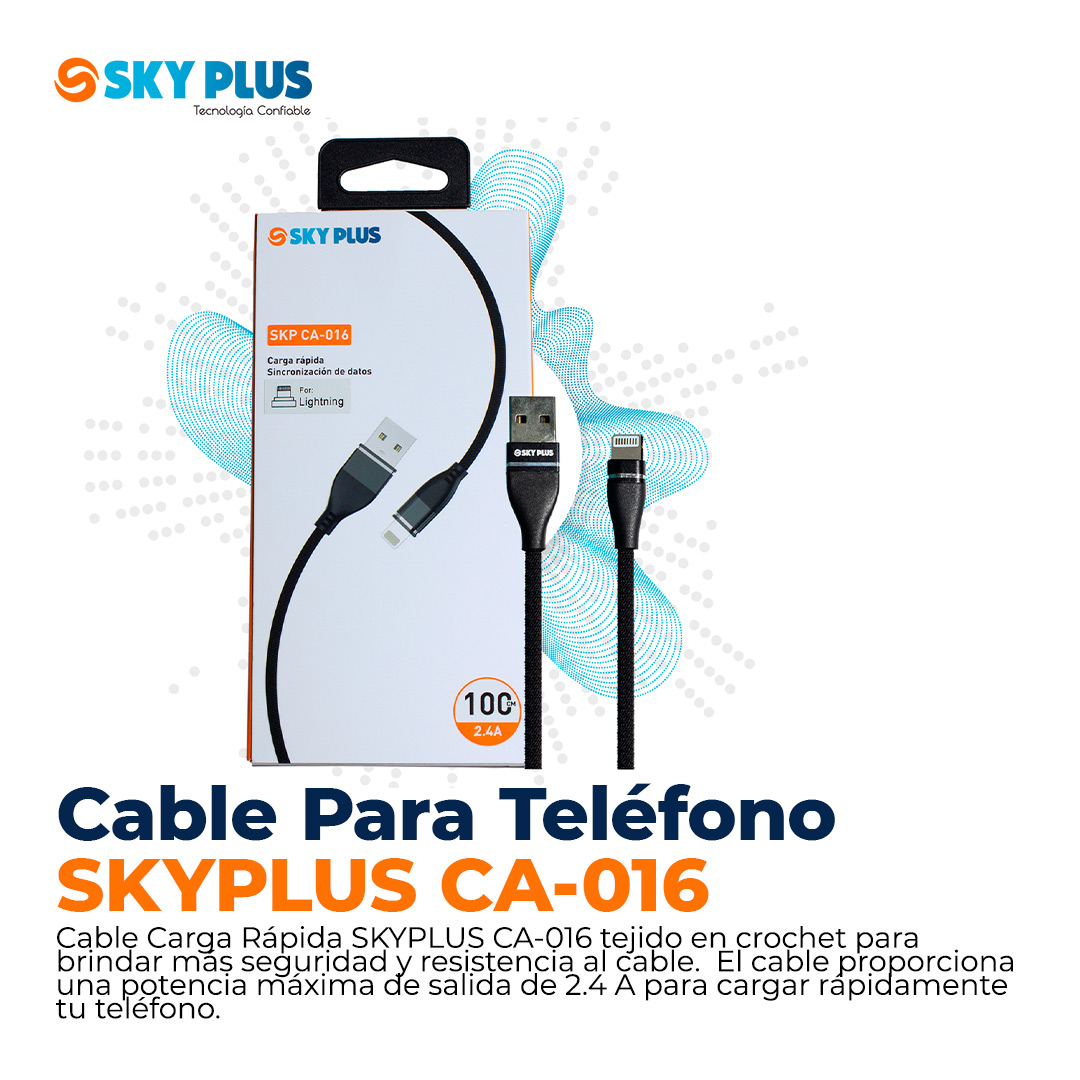 SKY PLUS
Tecnología Confiable
SKY PLUS
SKP CA-016
Carga rápida
Sincronización de datos
For:
Lightning
SKY PLUS
100 CM
2.4A
Cable Para Teléfono
SKYPLUS CA-016
Cable Carga Rápida SKYPLUS CA-016 tejido en crochet para
brindar más seguridad y resistencia al cable. El cable proporciona
una potencia máxima de salida de 2.4 A para cargar rápidamente
tu teléfono.